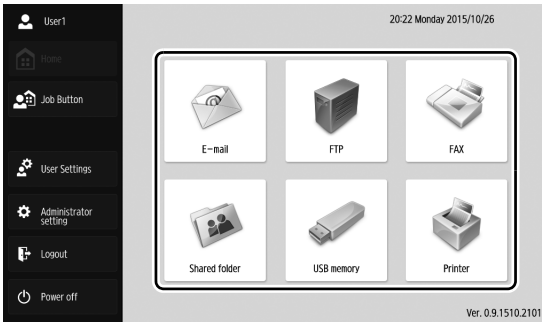 User1
20:22 Monday 2015/10/26
Home
Job Button
User Settings
Administrator
setting
Logout
Power off
E-mail
FTP
FAX
Shared folder
USB memory
Printer
Ver. 0.9.1510.2101